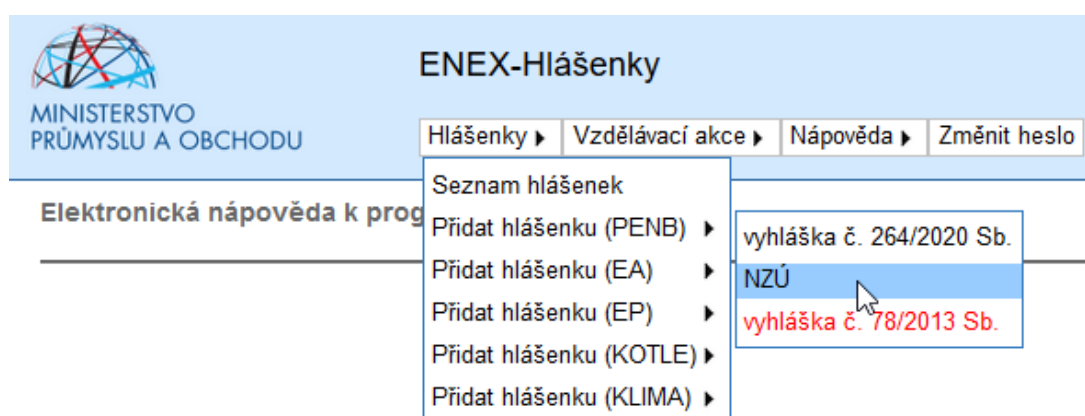 ENEX-Hlášenky
MINISTERSTVO
PRŮMYSLU A OBCHODU
Hlášenky Vzdělávací akce Nápověda Změnit heslo
Seznam hlášenek
Elektronická nápověda k prog
Přidat hlášenku (PENB)
vyhláška č. 264/2020 Sb.
Přidat hlášenku (EA)
NZÚ
Přidat hlášenku (EP)
vyhláška č. 78/2013 Sb.
Přidat hlášenku (KOTLE)
Přidat hlášenku (KLIMA)